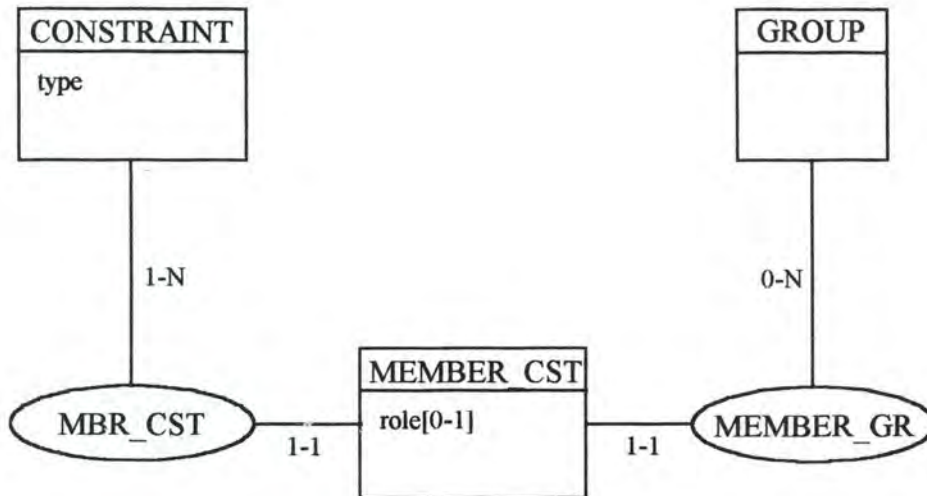 CONSTRAINT
type
GROUP
1-N
0-N
MBR_CST
1-1
MEMBER_CST
role[0-1]
1-1
MEMBER_GR